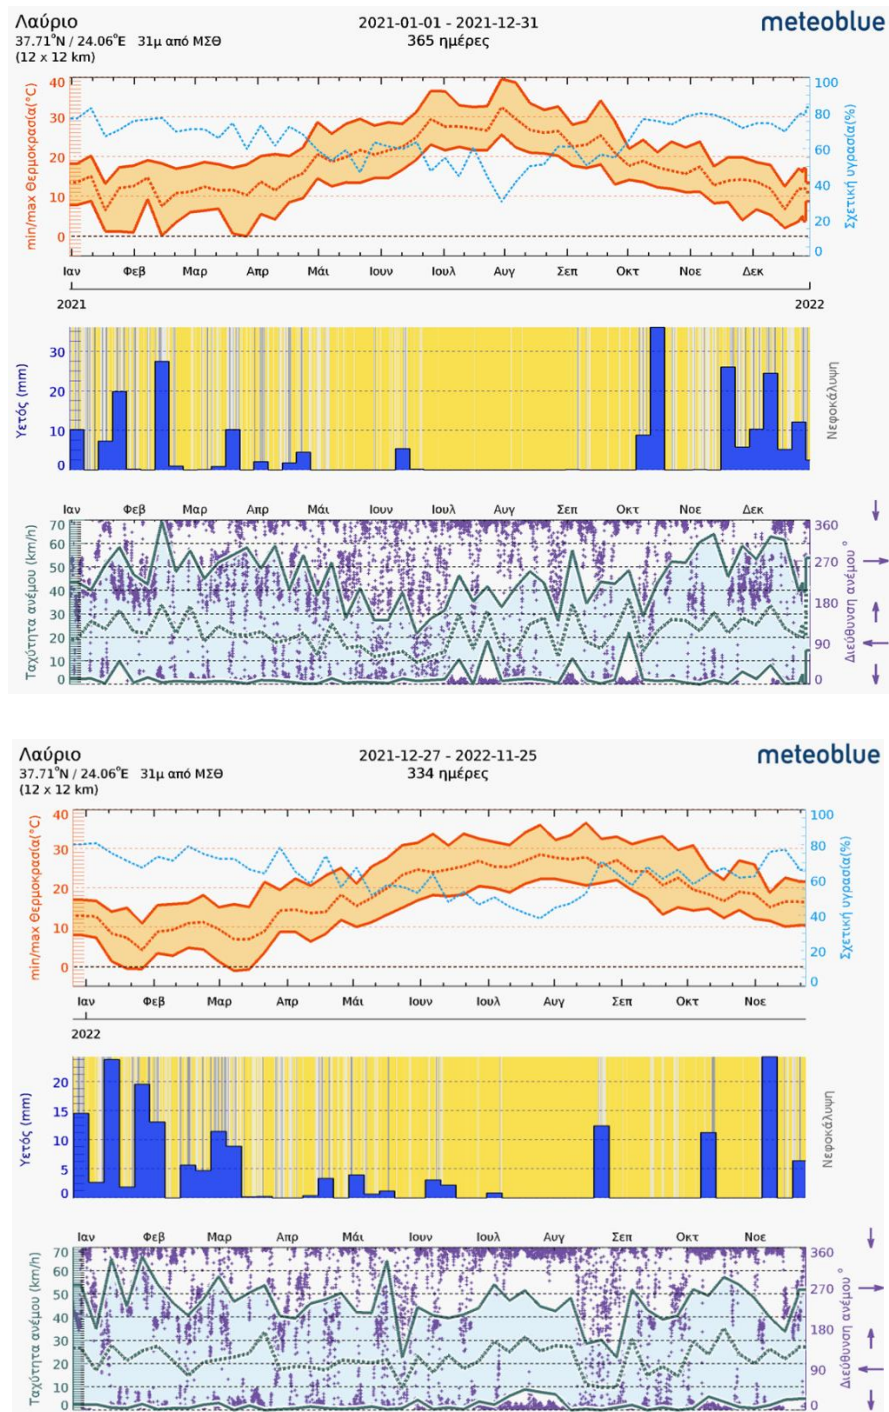 Λαύριο 2021-01-01 - 2021-12-31 meteoblue
37.71°N / 24.06°E 31μ από ΜΣΘ 365 ημέρες
(12 x 12 km)
min/max Θερμοκρασία(°C)
40
30
20
10
0
100
80
60
40
20
0
Σχετική υγρασία(%)
Ιαν Φεβ Μαρ Απρ Μάι Ιουν Ιουλ Αυγ Σεπ Οκτ Νοε Δεκ
2021 2022
Υετός (mm)
30
20
10
0
Νεφοκάλυψη
Ιαν Φεβ Μαρ Απρ Μάι Ιουν Ιουλ Αυγ Σεπ Οκτ Νοε Δεκ
Ταχύτητα ανέμου (km/h)
70
60
50
40
30
20
10
0
360
270
180
90
0
Διεύθυνση ανέμου °
Λαύριο 2021-12-27 - 2022-11-25 meteoblue
37.71°N / 24.06°E 31μ από ΜΣΘ 334 ημέρες
(12 x 12 km)
min/max Θερμοκρασία(°C)
40
30
20
10
0
100
80
60
40
20
0
Σχετική υγρασία(%)
Ιαν Φεβ Μαρ Απρ Μάι Ιουν Ιουλ Αυγ Σεπ Οκτ Νοε
2022
Υετός (mm)
20
15
10
5
0
Νεφοκάλυψη
Ιαν Φεβ Μαρ Απρ Μάι Ιουν Ιουλ Αυγ Σεπ Οκτ Νοε
Ταχύτητα ανέμου (km/h)
70
60
50
40
30
20
10
0
360
270
180
90
0
Διεύθυνση ανέμου °